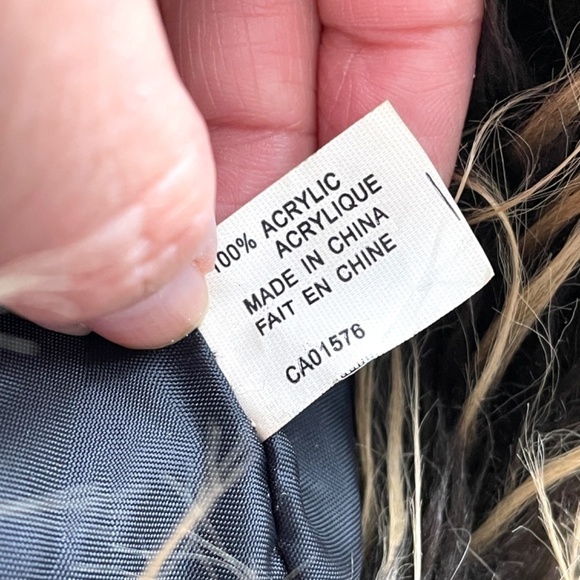 100% ACRYLIC
ACRYLIQUE
MADE IN CHINA
FAIT EN CHINE
CA01576